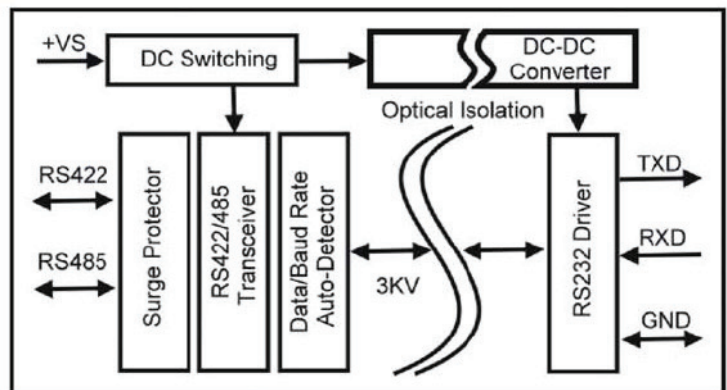 +VS
DC Switching
DC-DC
Converter
Optical Isolation
RS422
RS485
Surge Protector
RS422/485
Transceiver
Data/Baud Rate
Auto-Detector
3KV
RS232 Driver
TXD
RXD
GND